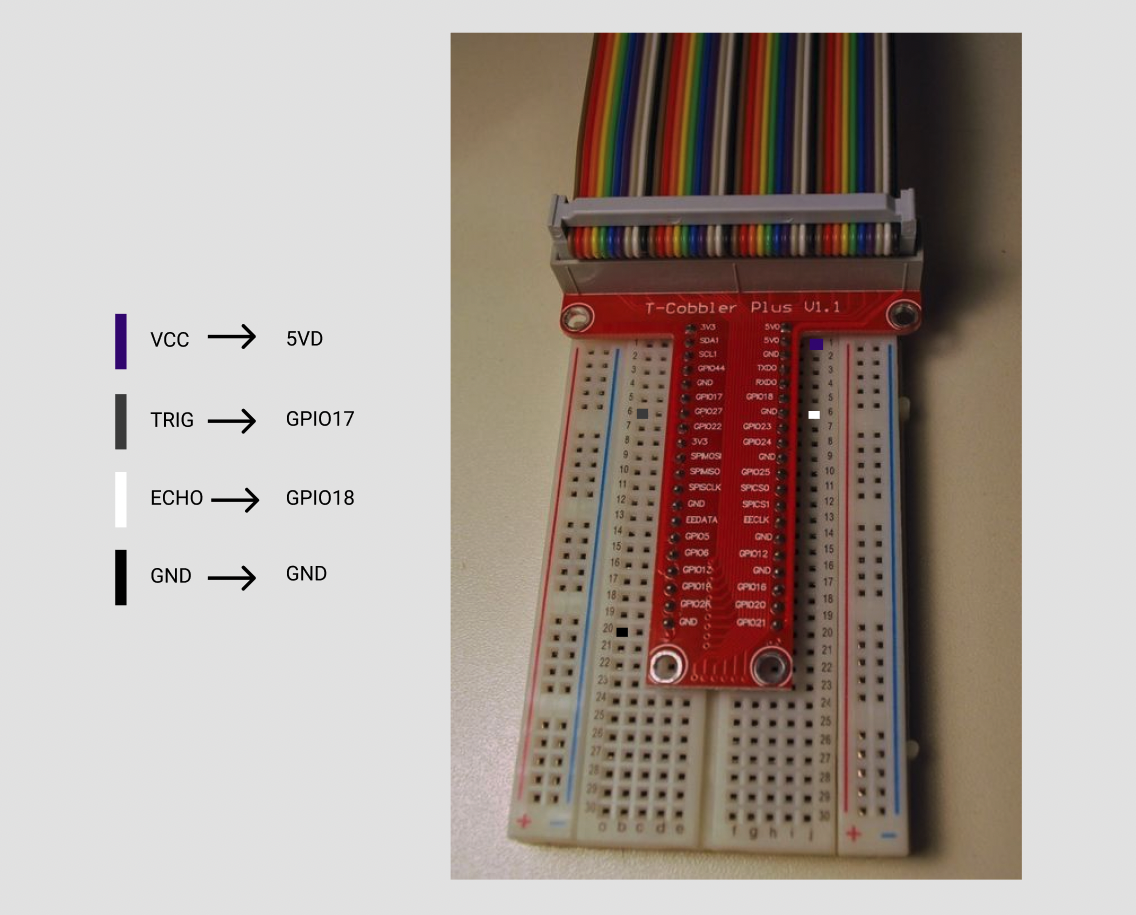 VCC → 5VD
TRIG → GPIO17
ECHO → GPIO18
GND → GND
T-Cobbler Plus V1.1
3V3 5V0
1 SDA1 5V0 1
2 SCL1 GND 2
3 GPIO44 TXD0 3
4 GND RXD0 4
5 GPIO17 GPIO18 5
6 GPIO27 GND 6
7 GPIO22 GPIO23 7
8 3V3 GPIO24 8
9 SPIMOSI GND 9
10 SPIMISO GPIO25 10
11 SPISCLK SPICS0 11
12 GND SPICS1 12
13 EEDATA EECLK 13
14 GPIO5 GND 14
15 GPIO6 GPIO12 15
16 GPIO13 GND 16
17 GPIO16 17
18 GPIO20 18
19 GND GPIO21 19
20 20
21 21
22 22
23 23
24 24
25 25
26 26
27 27
28 28
29 29
30 30
a b c d e f g h i j
+ − + −